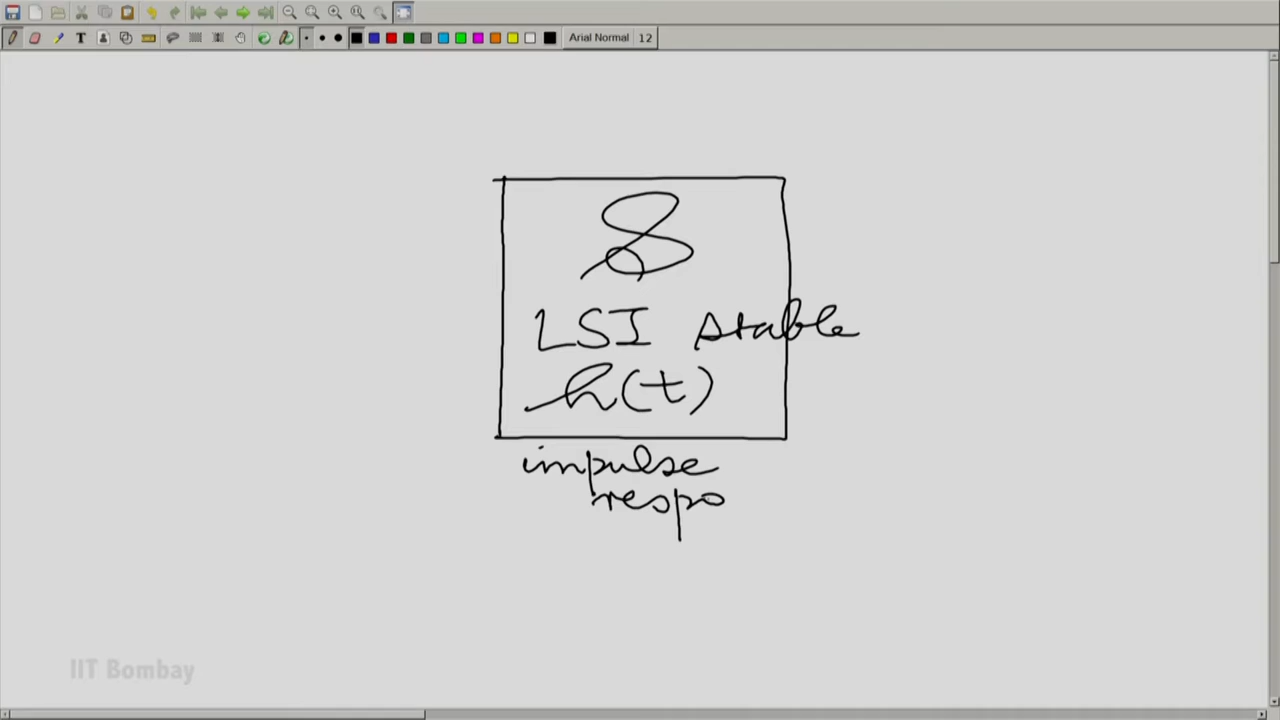 Arial Normal 12
S
LSI stable
h(t)
impulse
respo
IIT Bombay